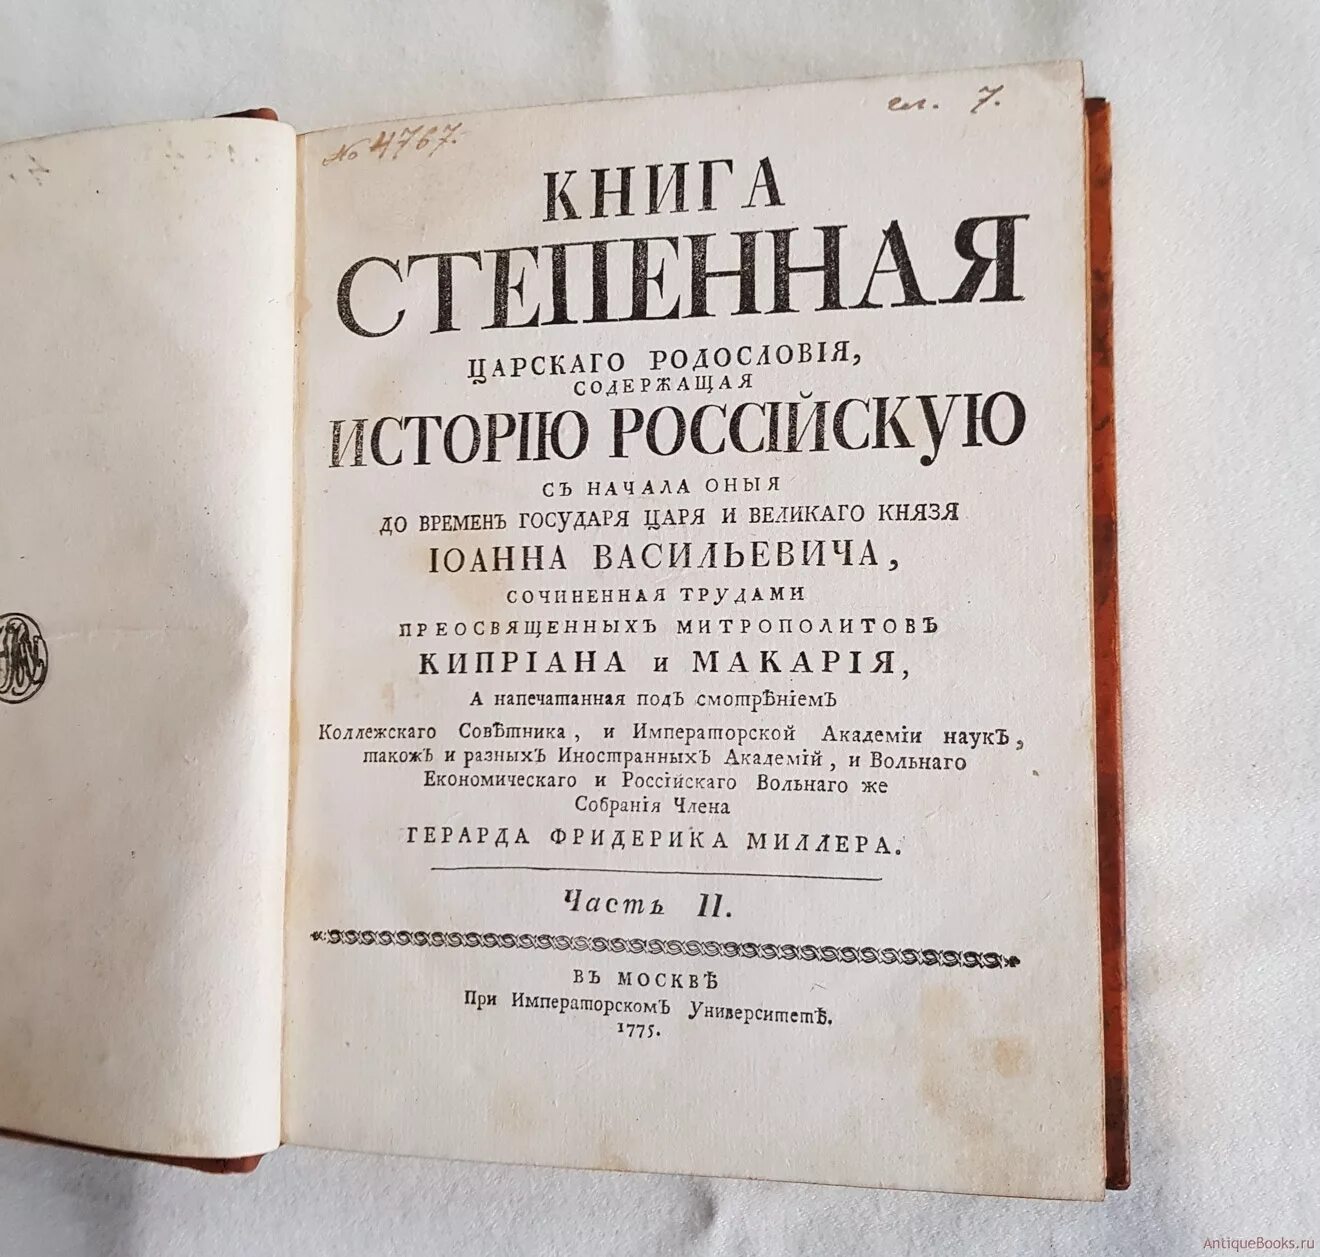 № 4767.
7.
КНИГА
СТЕПЕННАЯ
ЦАРСКАГО РОДОСЛОВІЯ,
СОДЕРЖАЩАЯ
ИСТОРІЮ РОССІЙСКУЮ
СЪ НАЧАЛА ОНЫЯ
ДО ВРЕМЕНЪ ГОСУДАРЯ ЦАРЯ И ВЕЛИКАГО КНЯЗЯ
ІОАННА ВАСИЛЬЕВИЧА,
СОЧИНЕННАЯ ТРУДАМИ
ПРЕОСВЯЩЕННЫХЪ МИТРОПОЛИТОВЪ
КИПРІАНА и МАКАРІЯ,
А напечатанная подъ смотрѣніемъ
Коллежскаго Совѣтника, и Императорской Академіи наукъ,
такожъ и разныхъ Иностранныхъ Академій, и Вольнаго
Економическаго и Россійскаго Вольнаго же
Собранія Члена
ГЕРАРДА ФРИДЕРИКА МИЛЛЕРА.
Часть II.
ВЪ МОСКВѢ
При Императорскомъ Университетѣ.
1775.
AntiqueBooks.ru